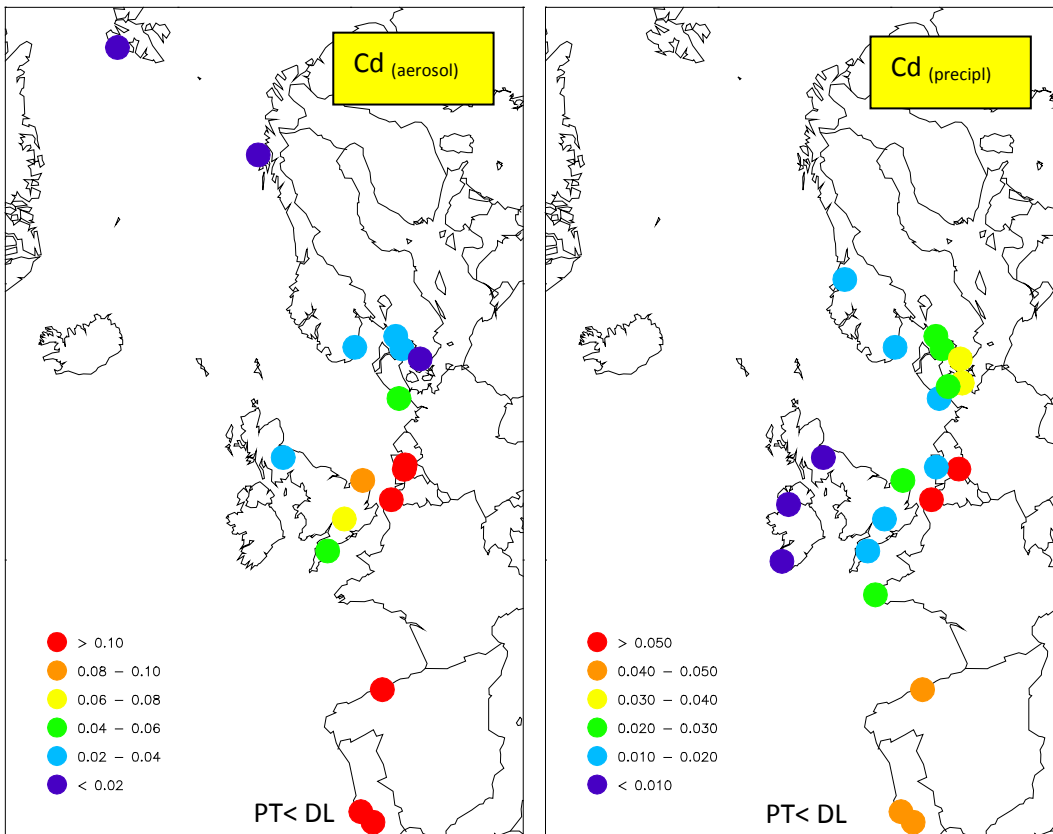 Cd (aerosol)
> 0.10
0.08 – 0.10
0.06 – 0.08
0.04 – 0.06
0.02 – 0.04
< 0.02
PT< DL
Cd (precipl)
> 0.050
0.040 – 0.050
0.030 – 0.040
0.020 – 0.030
0.010 – 0.020
< 0.010
PT< DL